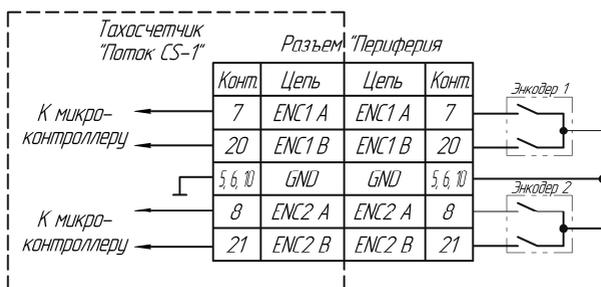 Тахосчетчик
"Поток CS-1"
Разъем "Периферия
Конт. Цепь Цепь Конт.
Энкодер 1
К микро-
контроллеру
7 ENC1 A ENC1 A 7
20 ENC1 B ENC1 B 20
5, 6, 10 GND GND 5, 6, 10
Энкодер 2
К микро-
контроллеру
8 ENC2 A ENC2 A 8
21 ENC2 B ENC2 B 21